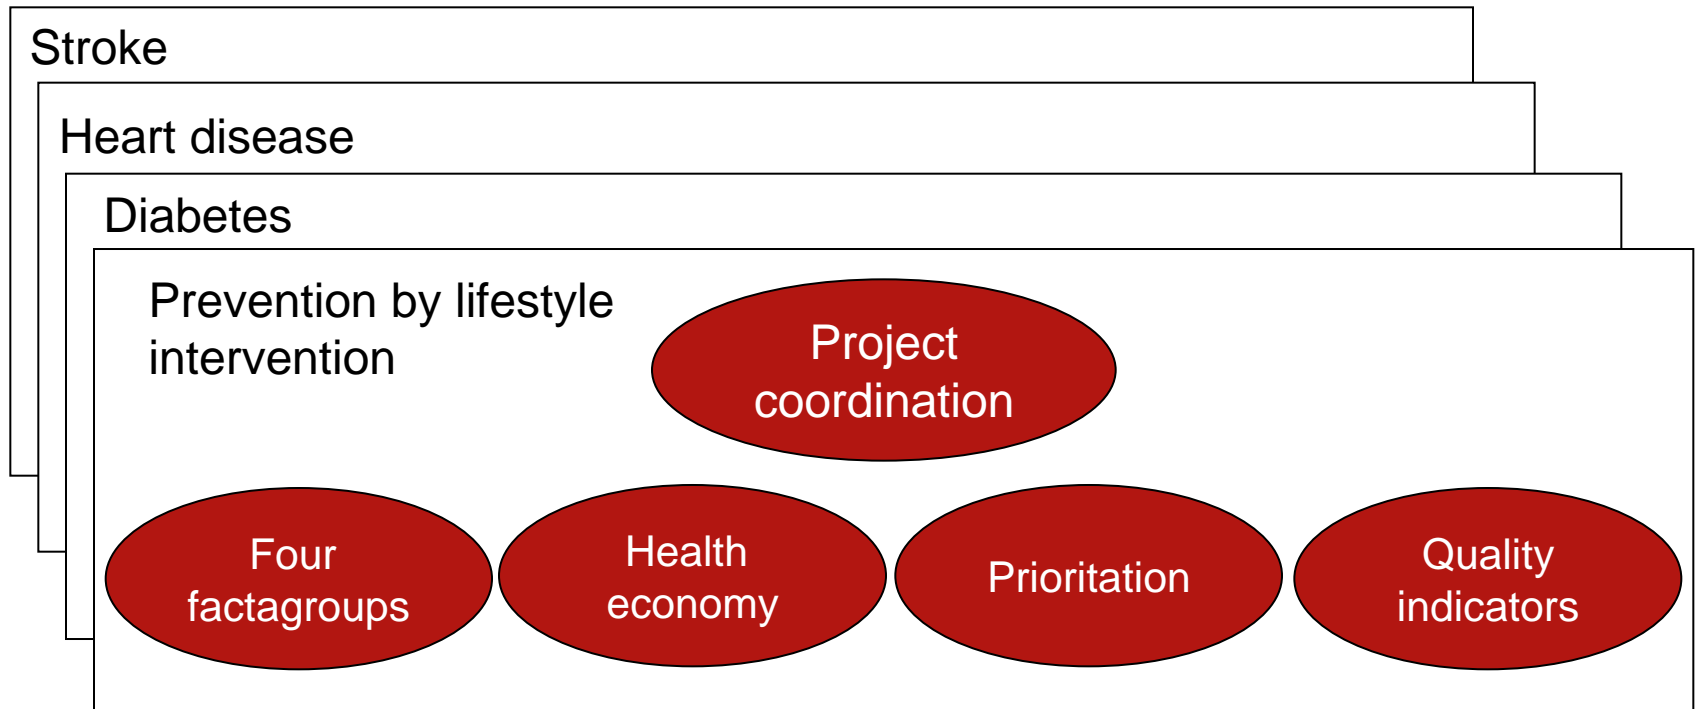 Stroke
Heart disease
Diabetes
Prevention by lifestyle
intervention
Project
coordination
Four
factagroups
Health
economy
Prioritation
Quality
indicators